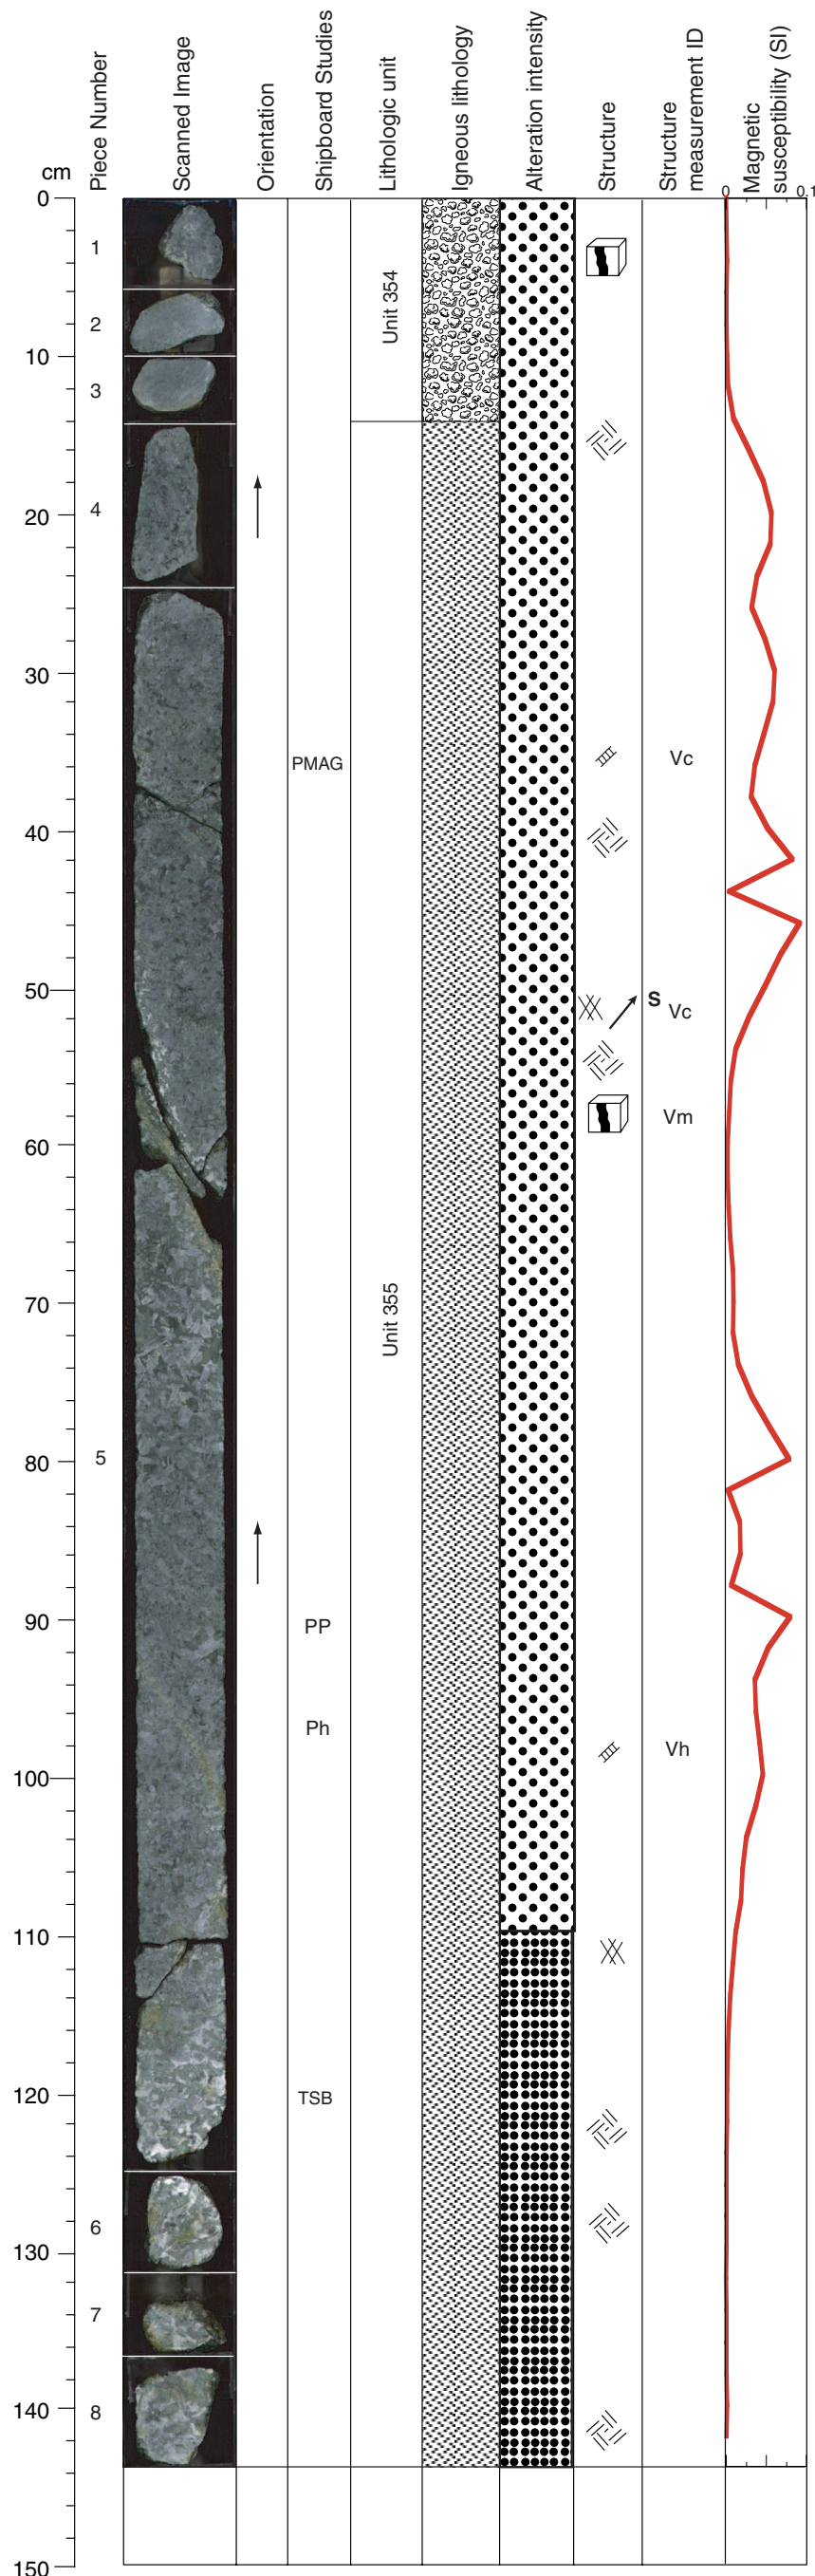 cm
Piece Number
Scanned Image
Orientation
Shipboard Studies
Lithologic unit
Igneous lithology
Alteration intensity
Structure
Structure
measurement ID
Magnetic
susceptibility (SI)
0 0.1
0
1
Unit 354
2
10
3
4
20
30
PMAG Vc
40
50
S Vc
Vm
60
70
Unit 355
5
80
90
PP
Ph
Vh
100
110
120
TSB
6
130
7
140
8
150